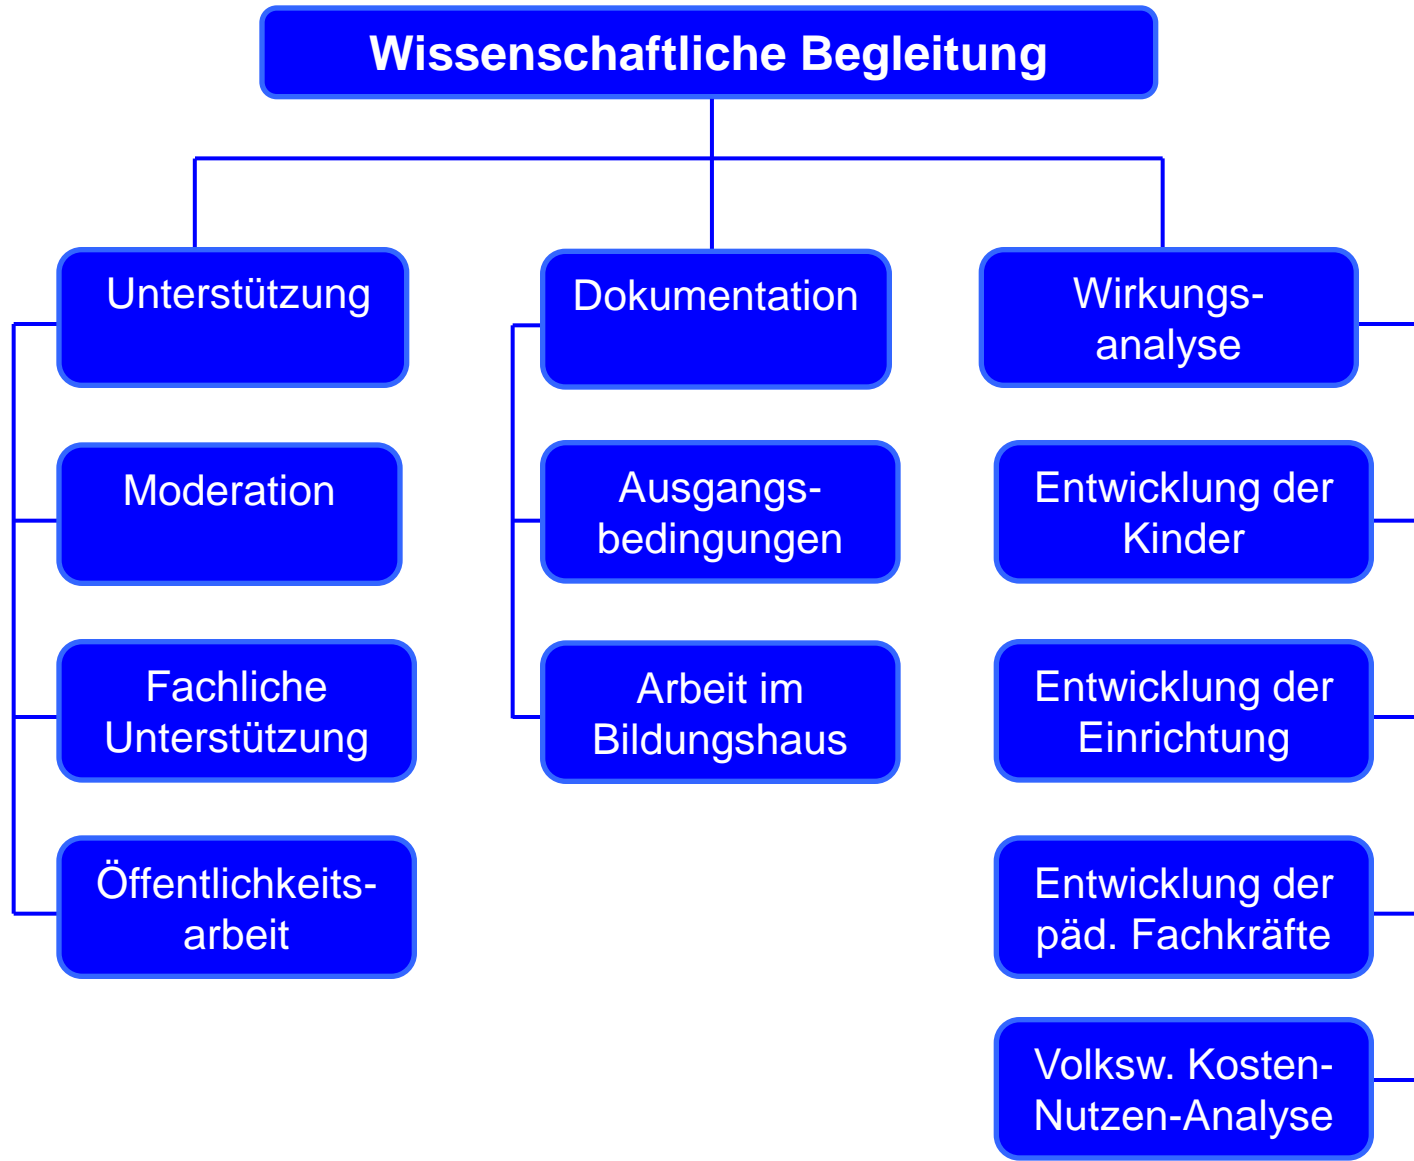 Wissenschaftliche Begleitung
Unterstützung
Moderation
Fachliche
Unterstützung
Öffentlichkeits-
arbeit
Dokumentation
Ausgangs-
bedingungen
Arbeit im
Bildungshaus
Wirkungs-
analyse
Entwicklung der
Kinder
Entwicklung der
Einrichtung
Entwicklung der
päd. Fachkräfte
Volksw. Kosten-
Nutzen-Analyse